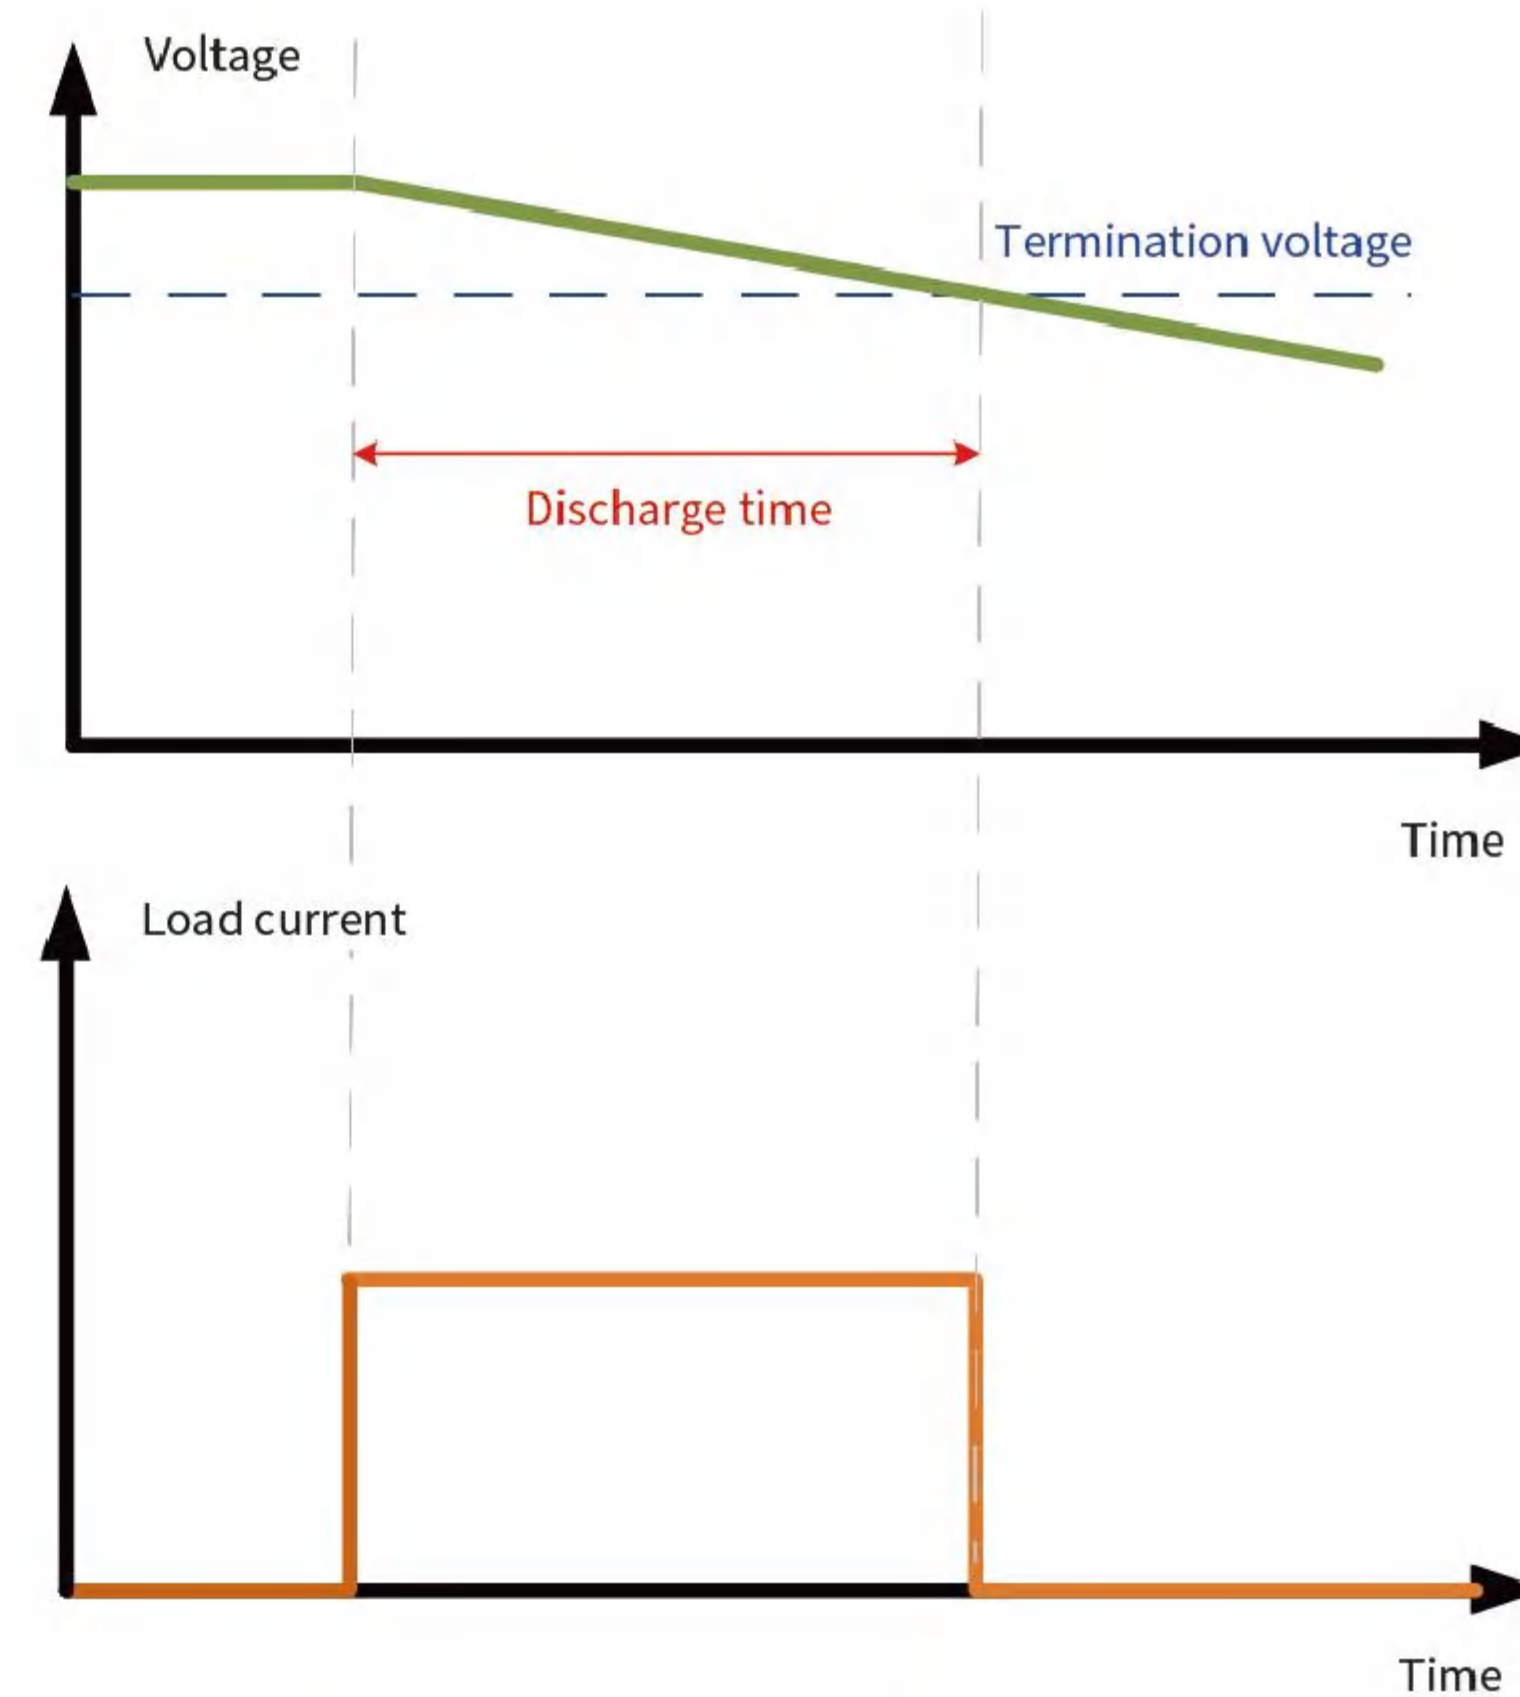 Voltage
Termination voltage
Discharge time
Time
Load current
Time